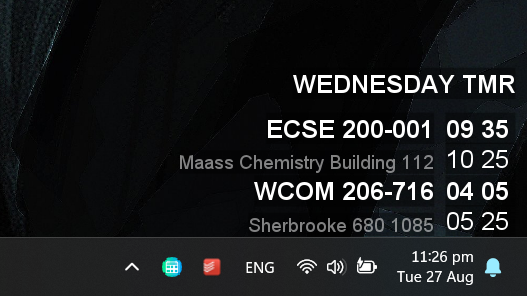 WEDNESDAY TMR
ECSE 200-001 09 35
Maass Chemistry Building 112 10 25
WCOM 206-716 04 05
Sherbrooke 680 1085 05 25
ENG 11:26 pm
Tue 27 Aug